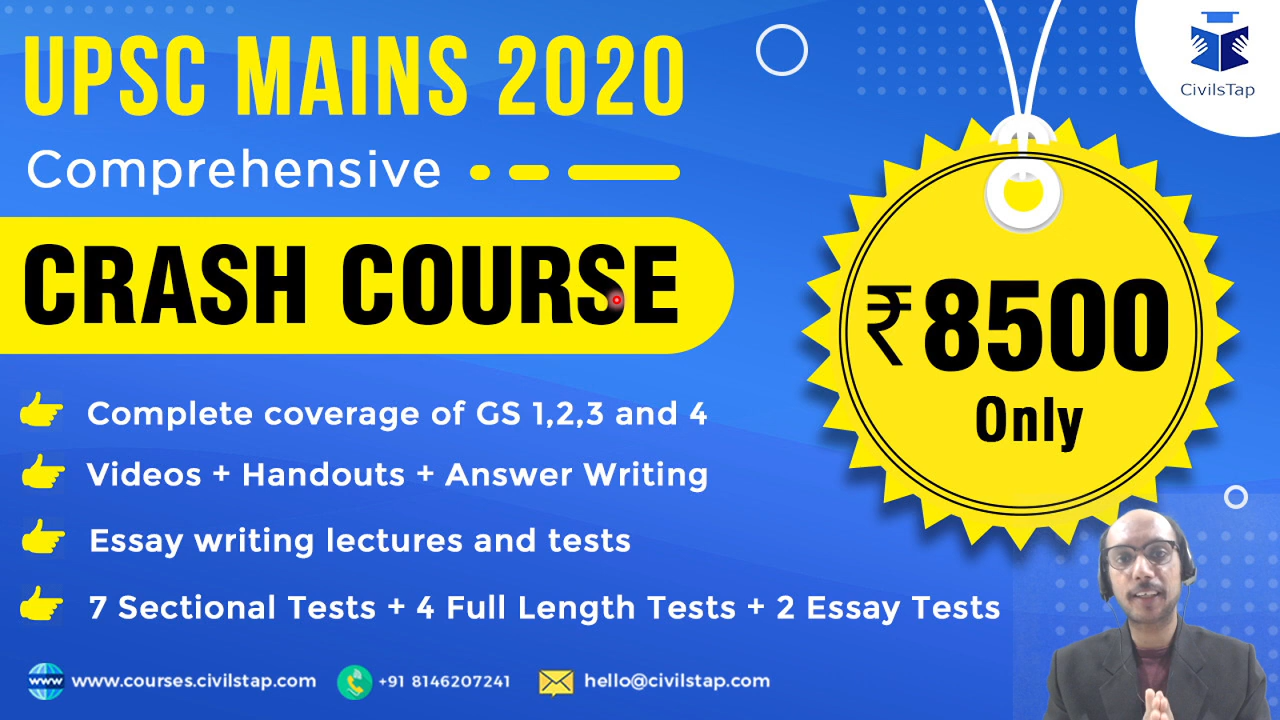 UPSC MAINS 2020
Comprehensive
CRASH COURSE
Complete coverage of GS 1,2,3 and 4
Videos + Handouts + Answer Writing
Essay writing lectures and tests
7 Sectional Tests + 4 Full Length Tests + 2 Essay Tests
www www.courses.civilstap.com +91 8146207241 hello@civilstap.com
CivilsTap
₹8500
Only